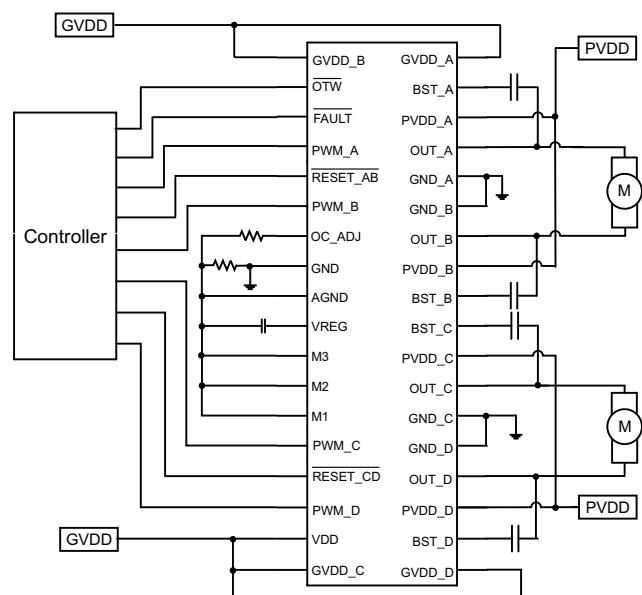 GVDD
PVDD
GVDD_B
GVDD_A
OTW
BST_A
FAULT
PVDD_A
PWM_A
OUT_A
RESET_AB
GND_A
M
PWM_B
GND_B
Controller
OC_ADJ
OUT_B
GND
PVDD_B
AGND
BST_B
VREG
BST_C
M3
PVDD_C
M2
OUT_C
M1
GND_C
M
PWM_C
GND_D
RESET_CD
OUT_D
PWM_D
PVDD_D
PVDD
GVDD
VDD
BST_D
GVDD_C
GVDD_D